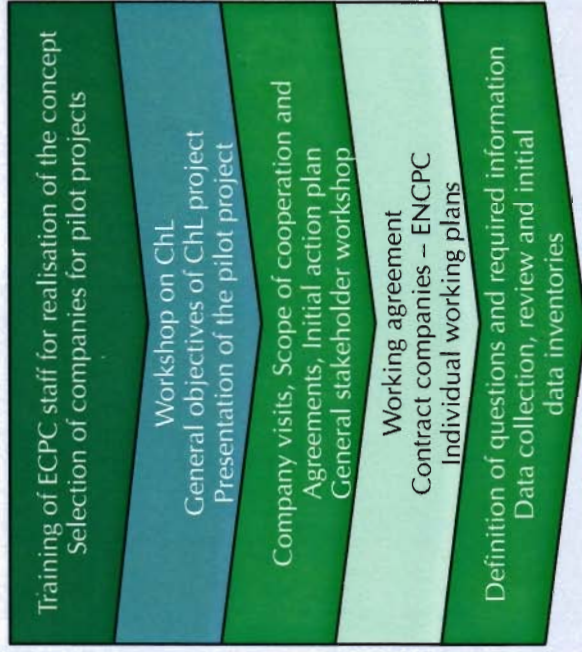 Training of ECPC staff for realisation of the concept
Selection of companies for pilot projects
Workshop on ChL
General objectives of ChL project
Presentation of the pilot project
Company visits, Scope of cooperation and
Agreements, Initial action plan
General stakeholder workshop
Working agreement
Contract companies – ENCPC
Individual working plans
Definition of questions and required information
Data collection, review and initial
data inventories